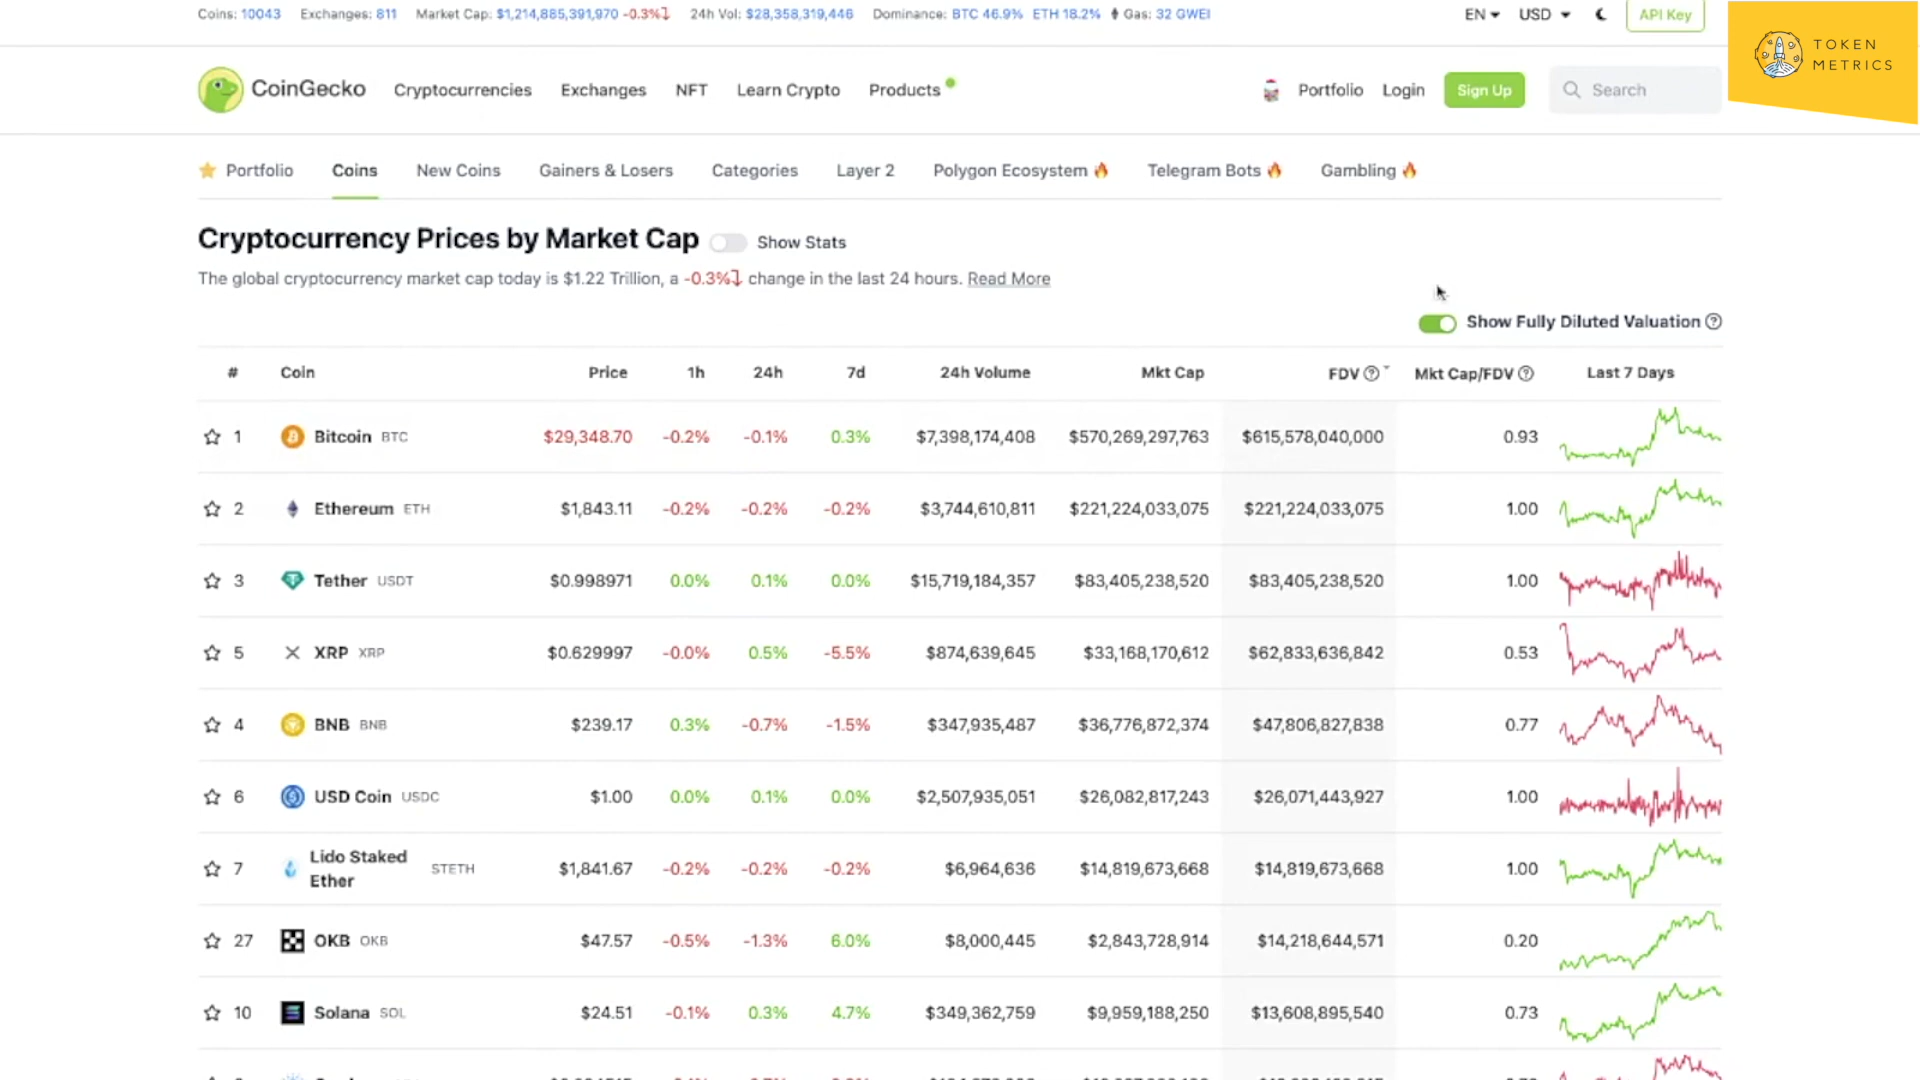 Coins: 10043 Exchanges: 811 Market Cap: $1,214,885,391,970 -0.3% 24h Vol: $28,358,319,446 Dominance: BTC 46.9% ETH 18.2% Gas: 32 GWEI EN USD API Key
TOKEN
METRICS
CoinGecko Cryptocurrencies Exchanges NFT Learn Crypto Products Portfolio Login Sign Up Search
Portfolio Coins New Coins Gainers & Losers Categories Layer 2 Polygon Ecosystem 🔥 Telegram Bots 🔥 Gambling 🔥
Cryptocurrency Prices by Market Cap Show Stats
The global cryptocurrency market cap today is $1.22 Trillion, a -0.3% change in the last 24 hours. Read More
Show Fully Diluted Valuation ?
# Coin Price 1h 24h 7d 24h Volume Mkt Cap FDV ? Mkt Cap/FDV ? Last 7 Days
1 Bitcoin BTC $29,348.70 -0.2% -0.1% 0.3% $7,398,174,408 $570,269,297,763 $615,578,040,000 0.93
2 Ethereum ETH $1,843.11 -0.2% -0.2% -0.2% $3,744,610,811 $221,224,033,075 $221,224,033,075 1.00
3 Tether USDT $0.998971 0.0% 0.1% 0.0% $15,719,184,357 $83,405,238,520 $83,405,238,520 1.00
5 XRP XRP $0.629997 -0.0% 0.5% -5.5% $874,639,645 $33,168,170,612 $62,833,636,842 0.53
4 BNB BNB $239.17 0.3% -0.7% -1.5% $347,935,487 $36,776,872,374 $47,806,827,838 0.77
6 USD Coin USDC $1.00 0.0% 0.1% 0.0% $2,507,935,051 $26,082,817,243 $26,071,443,927 1.00
7 Lido Staked Ether STETH $1,841.67 -0.2% -0.2% -0.2% $6,964,636 $14,819,673,668 $14,819,673,668 1.00
27 OKB OKB $47.57 -0.5% -1.3% 6.0% $8,000,445 $2,843,728,914 $14,218,644,571 0.20
10 Solana SOL $24.51 -0.1% 0.3% 4.7% $349,362,759 $9,959,188,250 $13,608,895,540 0.73